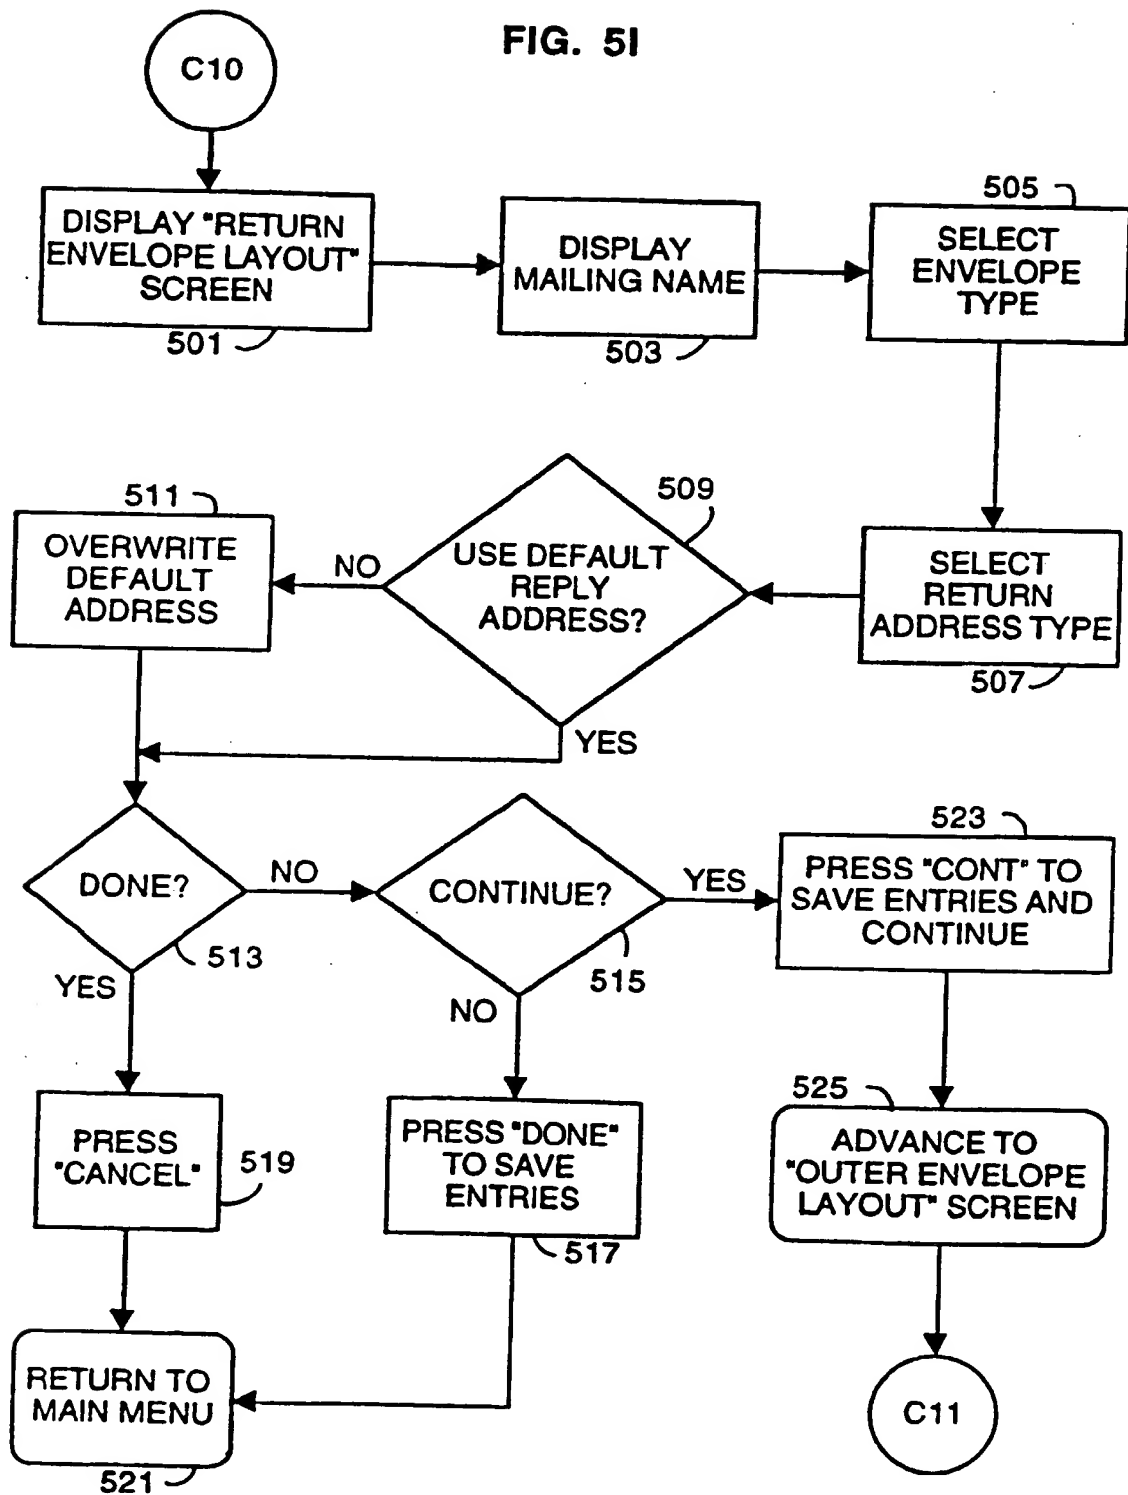 FIG. 5I
C10
DISPLAY "RETURN
ENVELOPE LAYOUT"
SCREEN
501
DISPLAY
MAILING NAME
503
505
SELECT
ENVELOPE
TYPE
SELECT
RETURN
ADDRESS TYPE
507
509
USE DEFAULT
REPLY
ADDRESS?
NO
YES
511
OVERWRITE
DEFAULT
ADDRESS
DONE?
513
NO
YES
CONTINUE?
515
YES
NO
523
PRESS "CONT" TO
SAVE ENTRIES AND
CONTINUE
PRESS
"CANCEL"
519
PRESS "DONE"
TO SAVE
ENTRIES
517
525
ADVANCE TO
"OUTER ENVELOPE
LAYOUT" SCREEN
RETURN TO
MAIN MENU
521
C11